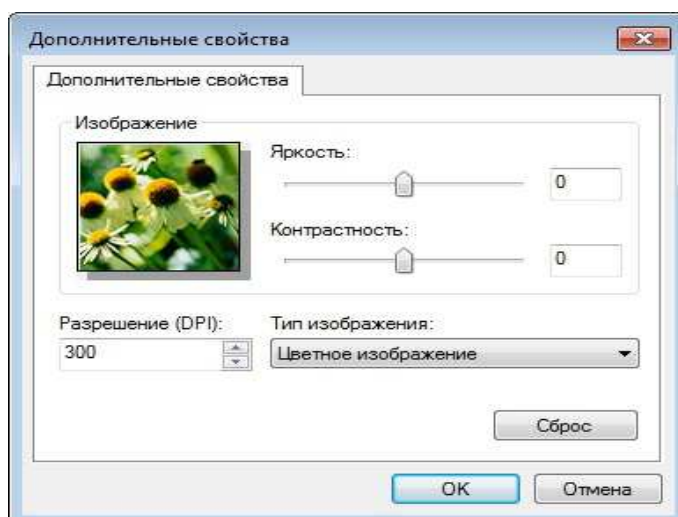 Дополнительные свойства
Дополнительные свойства
Изображение
Яркость:
0
Контрастность:
0
Разрешение (DPI):
Тип изображения:
300
Цветное изображение
Сброс
OK
Отмена